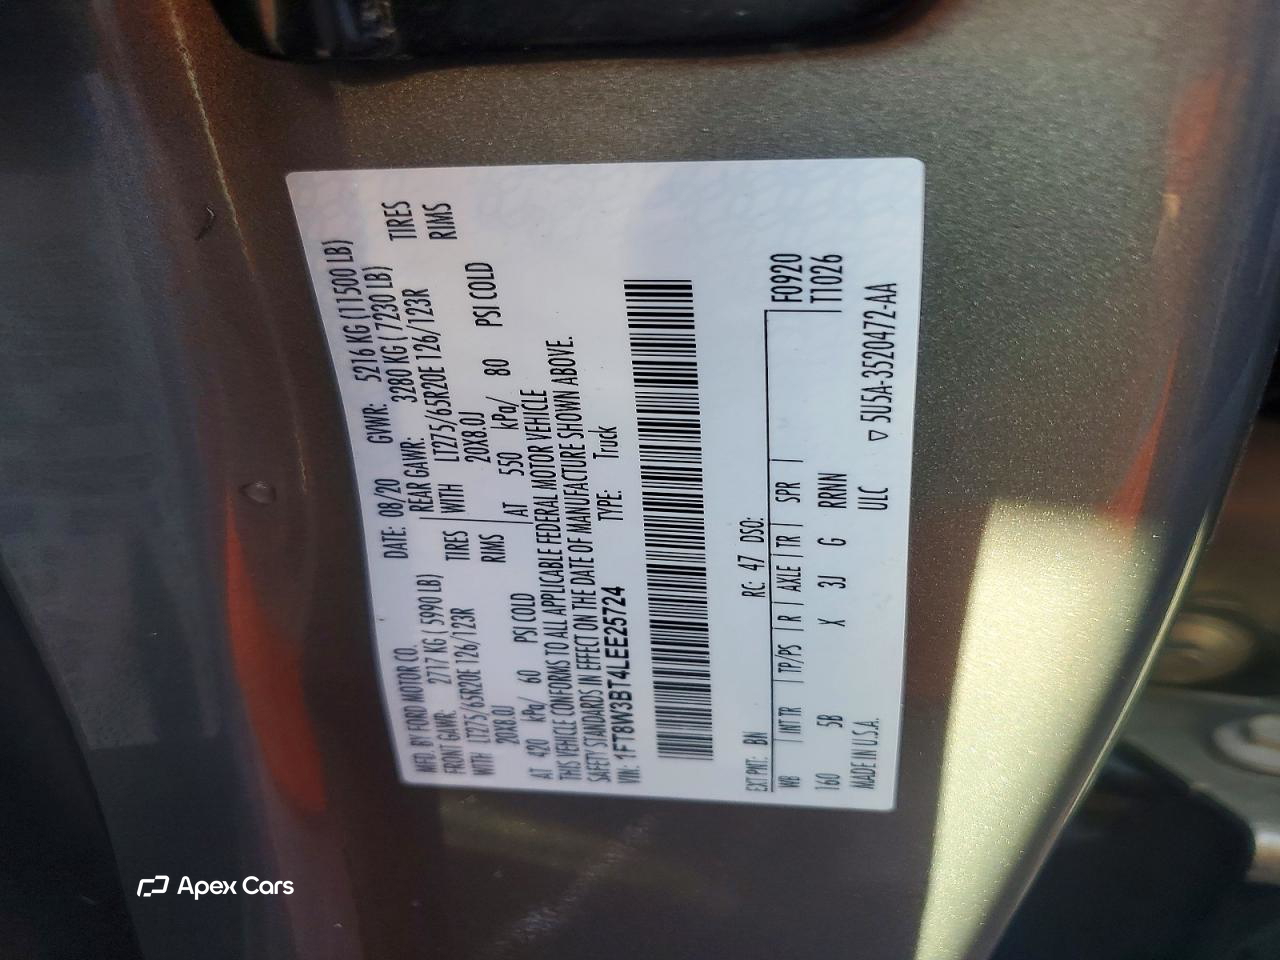 MFD. BY FORD MOTOR CO.
DATE: 08/20 GVWR: 5216 KG (11500 LB)
FRONT GAWR: 2717 KG (5990 LB) REAR GAWR: 3280 KG (7230 LB)
WITH LT275/65R20E 126/123R TIRES WITH LT275/65R20E 126/123R TIRES
20X8.0J RIMS 20X8.0J RIMS
AT 420 kPa/ 60 PSI COLD AT 550 kPa/ 80 PSI COLD
THIS VEHICLE CONFORMS TO ALL APPLICABLE FEDERAL MOTOR VEHICLE
SAFETY STANDARDS IN EFFECT ON THE DATE OF MANUFACTURE SHOWN ABOVE.
VIN: 1FT8W3BT4LEE25724 TYPE: Truck
EXT PNT: BN RC: 47 DSO: F0920
WB INT TR TP/PS R AXLE TR SPR T1026
160 5B X 3J G RRNN
MADE IN U.S.A. ULC ▽ 5U5A-3520472-AA
Apex Cars